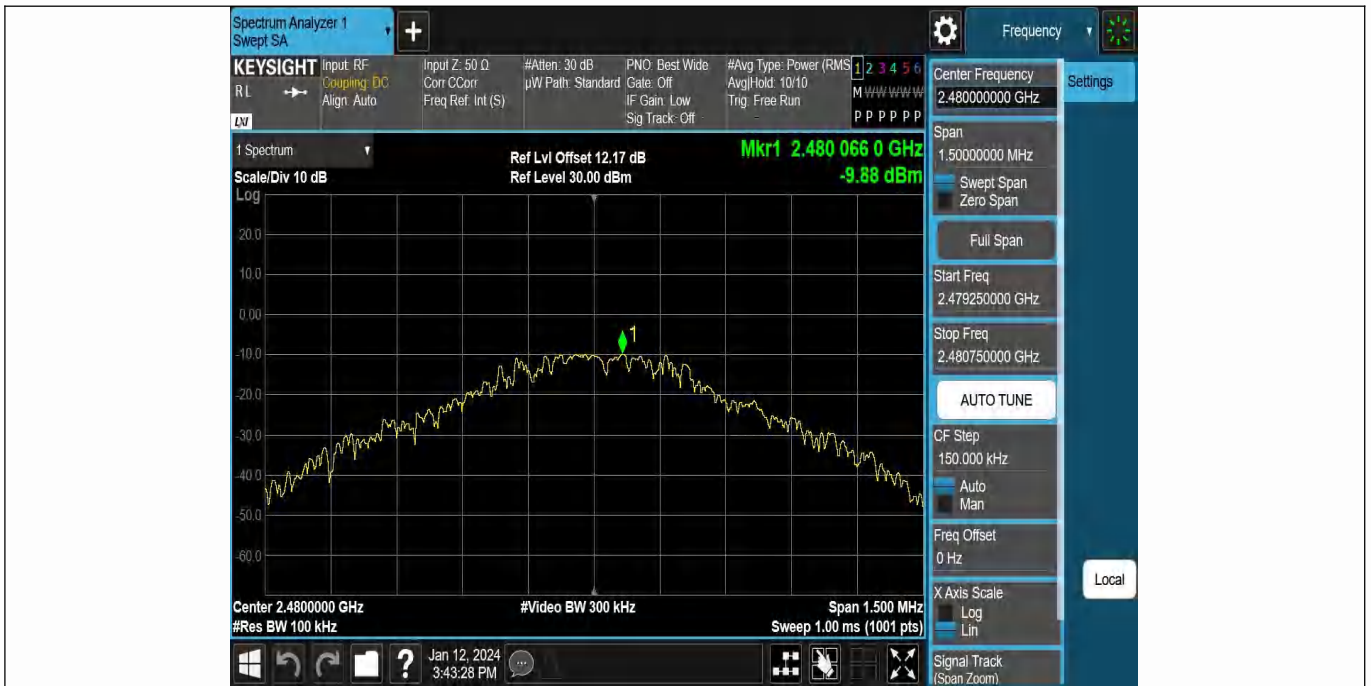 Spectrum Analyzer 1
Swept SA
+
Frequency
KEYSIGHT
RL
LXI
Input: RF
Coupling: DC
Align: Auto
Input Z: 50 Ω
Corr CCorr
Freq Ref: Int (S)
#Atten: 30 dB
µW Path: Standard
PNO: Best Wide
Gate: Off
IF Gain: Low
Sig Track: Off
#Avg Type: Power (RMS
Avg|Hold: 10/10
Trig: Free Run
1 2 3 4 5 6
M W W W W W
P P P P P P
1 Spectrum
Scale/Div 10 dB
Log
Ref Lvl Offset 12.17 dB
Ref Level 30.00 dBm
Mkr1 2.480 066 0 GHz
-9.88 dBm
20.0
10.0
0.00
-10.0
-20.0
-30.0
-40.0
-50.0
-60.0
1
Center 2.4800000 GHz
#Res BW 100 kHz
#Video BW 300 kHz
Span 1.500 MHz
Sweep 1.00 ms (1001 pts)
?
Jan 12, 2024
3:43:28 PM
Center Frequency
2.480000000 GHz
Settings
Span
1.50000000 MHz
Swept Span
Zero Span
Full Span
Start Freq
2.479250000 GHz
Stop Freq
2.480750000 GHz
AUTO TUNE
CF Step
150.000 kHz
Auto
Man
Freq Offset
0 Hz
X Axis Scale
Log
Lin
Local
Signal Track
(Span Zoom)